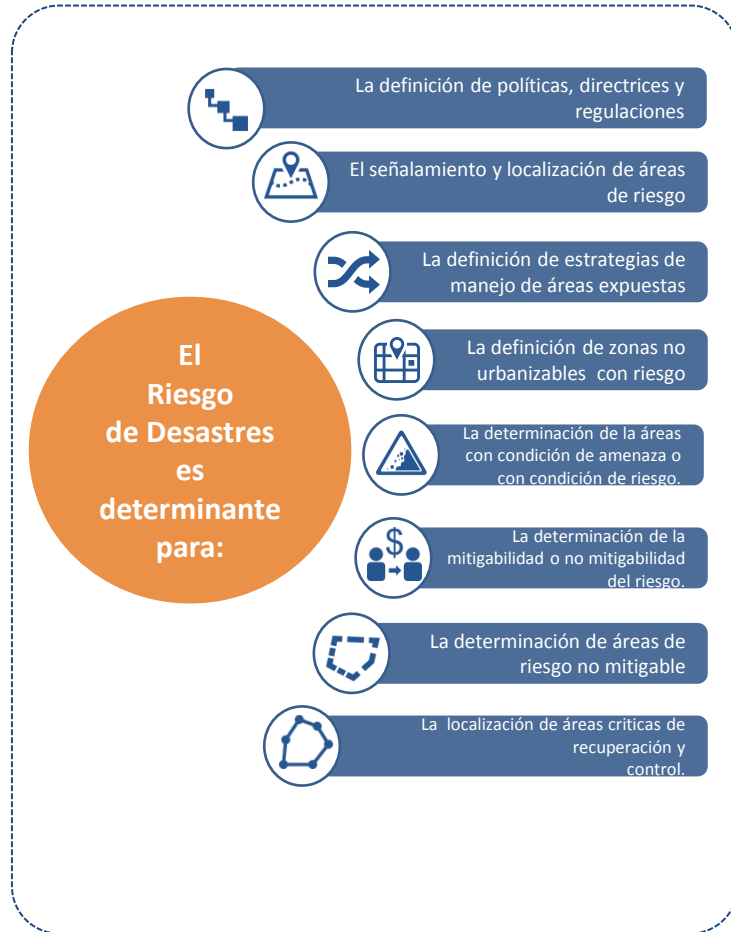 El
Riesgo
de Desastres
es
determinante
para:
La definición de políticas, directrices y
regulaciones
El señalamiento y localización de áreas
de riesgo
La definición de estrategias de
manejo de áreas expuestas
La definición de zonas no
urbanizables con riesgo
La determinación de la áreas
con condición de amenaza o
con condición de riesgo.
$
La determinación de la
mitigabilidad o no mitigabilidad
del riesgo.
La determinación de áreas de
riesgo no mitigable
La localización de áreas criticas de
recuperación y
control.